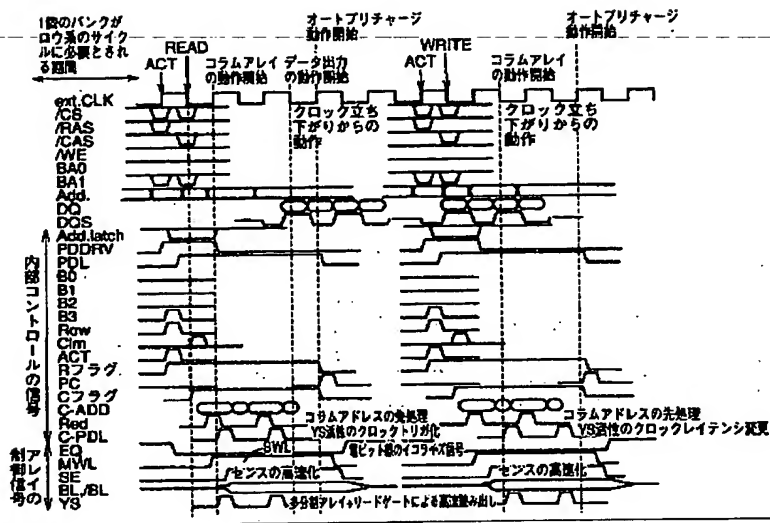 1個のバンクが
ロウ系のサイク
ルに必要とされ
る期間
ACT
READ
コラムアレイ
の動作開始
データ出力
の動作開始
オートプリチャージ
動作開始
ACT
WRITE
コラムアレイ
の動作開始
オートプリチャージ
動作開始
クロック立ち
下がりからの
動作
クロック立ち
下がりからの
動作
ext.CLK
/CS
/RAS
/CAS
/WE
BA0
BA1
Add.
DQ
DQS
内部コントロールの信号
Add.latch
PDDRV
PDL
B0
B1
B2
B3
Row
Clm
ACT
Rフラグ
PC
Cフラグ
C-ADD
Red
C-PDL
アレイの
制御信号
EQ
MWL
SE
BL,/BL
YS
コラムアドレスの先処理
YS活性のクロックトリガ化
コラムアドレスの先処理
YS活性のクロックレイテンシ変更
SWL
電ビット線のイコライズ信号
センスの高速化
センスの高速化
多分割アレイ+リードゲートによる高速読み出し